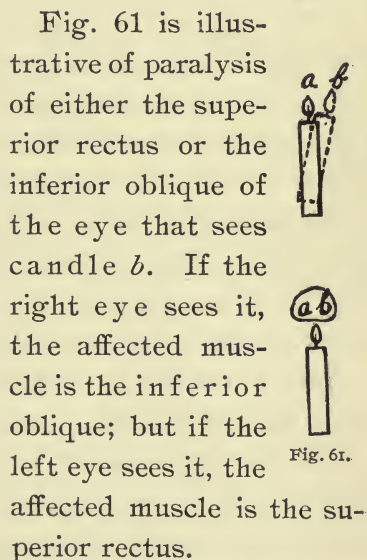 Fig. 61 is illus-
trative of paralysis
of either the supe-
rior rectus or the
inferior oblique of
the eye that sees
candle b. If the
right eye sees it,
the affected mus-
cle is the inferior
oblique; but if the
left eye sees it, the
affected muscle is the su-
perior rectus.
a b
ab
Fig. 61.